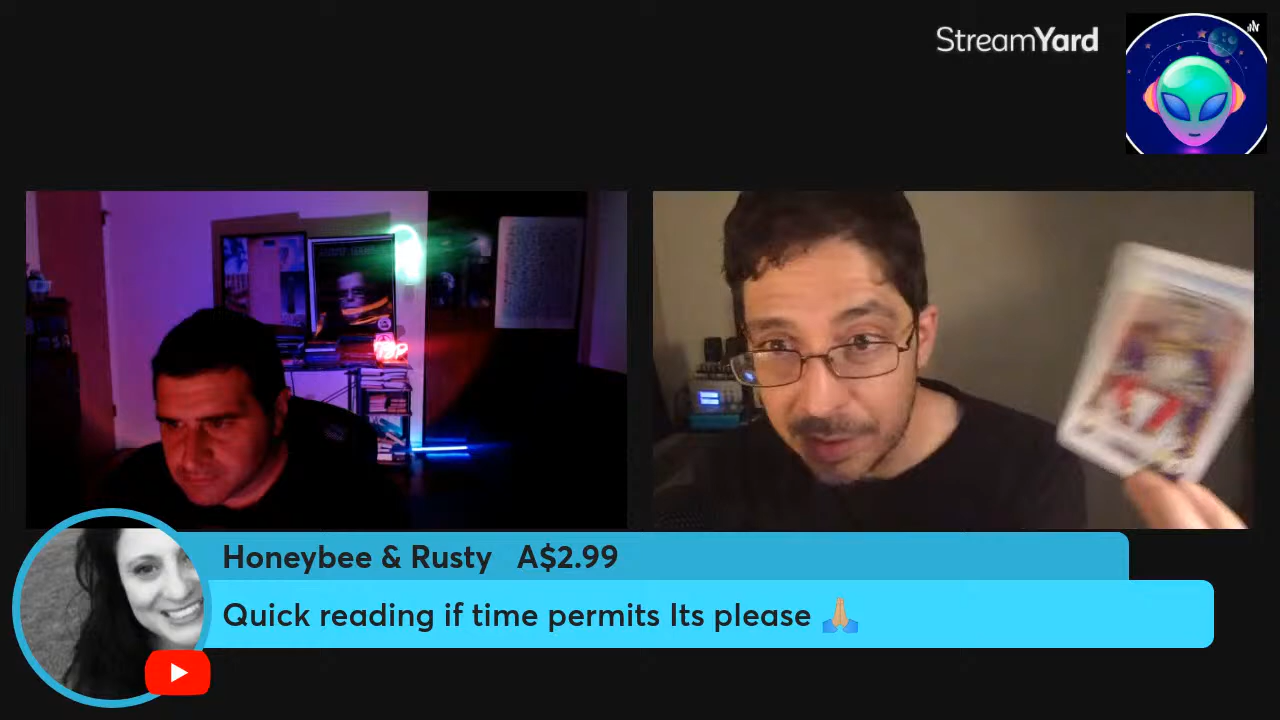 StreamYard
Honeybee & Rusty A$2.99
Quick reading if time permits Its please 🙏